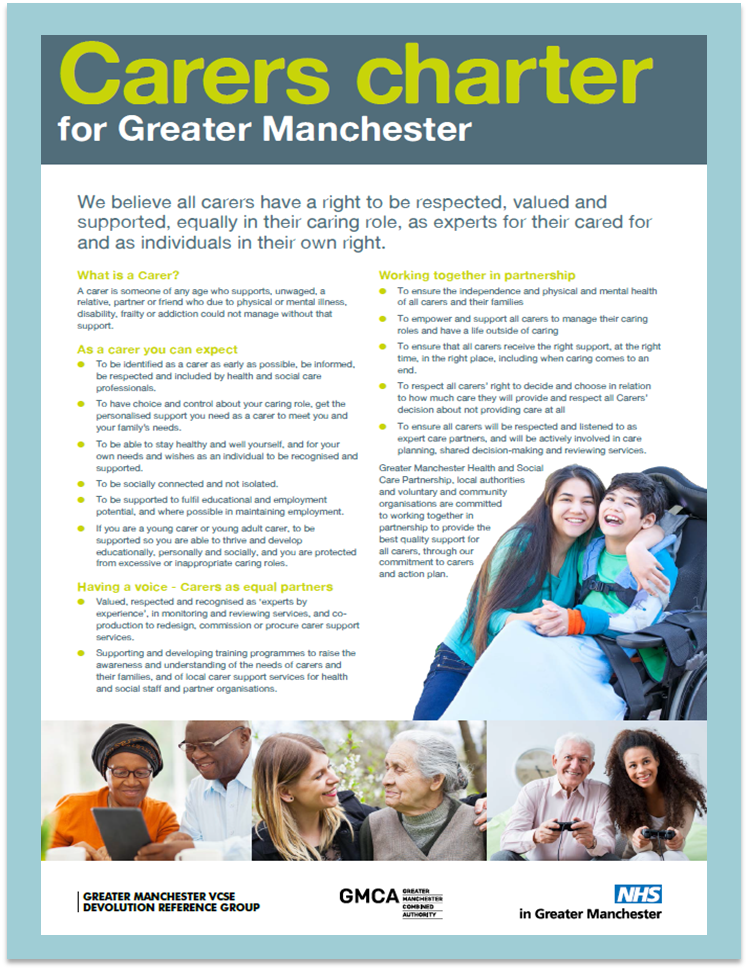 Carers charter
for Greater Manchester
We believe all carers have a right to be respected, valued and
supported, equally in their caring role, as experts for their cared for
and as individuals in their own right.
What is a Carer?
A carer is someone of any age who supports, unwaged, a
relative, partner or friend who due to physical or mental illness,
disability, frailty or addiction could not manage without that
support.
As a carer you can expect
To be identified as a carer as early as possible, be informed,
be respected and included by health and social care
professionals.
To have choice and control about your caring role, get the
personalised support you need as a carer to meet you and
your family's needs.
To be able to stay healthy and well yourself, and for your
own needs and wishes as an individual to be recognised and
supported.
To be socially connected and not isolated.
To be supported to fulfil educational and employment
potential, and where possible in maintaining employment.
If you are a young carer or young adult carer, to be
supported so you are able to thrive and develop
educationally, personally and socially, and you are protected
from excessive or inappropriate caring roles.
Having a voice - Carers as equal partners
Valued, respected and recognised as 'experts by
experience', in monitoring and reviewing services, and co-
production to redesign, commission or procure carer support
services.
Supporting and developing training programmes to raise the
awareness and understanding of the needs of carers and
their families, and of local carer support services for health
and social staff and partner organisations.
Working together in partnership
To ensure the independence and physical and mental health
of all carers and their families
To empower and support all carers to manage their caring
roles and have a life outside of caring
To ensure that all carers receive the right support, at the right
time, in the right place, including when caring comes to an
end.
To respect all carers' right to decide and choose in relation
to how much care they will provide and respect all Carers'
decision about not providing care at all
To ensure all carers will be respected and listened to as
expert care partners, and will be actively involved in care
planning, shared decision-making and reviewing services.
Greater Manchester Health and Social
Care Partnership, local authorities
and voluntary and community
organisations are committed
to working together in
partnership to provide the
best quality support for
all carers, through our
commitment to carers
and action plan.
GREATER MANCHESTER VCSE
DEVOLUTION REFERENCE GROUP
GMCA
GREATER
MANCHESTER
COMBINED
AUTHORITY
NHS
in Greater Manchester